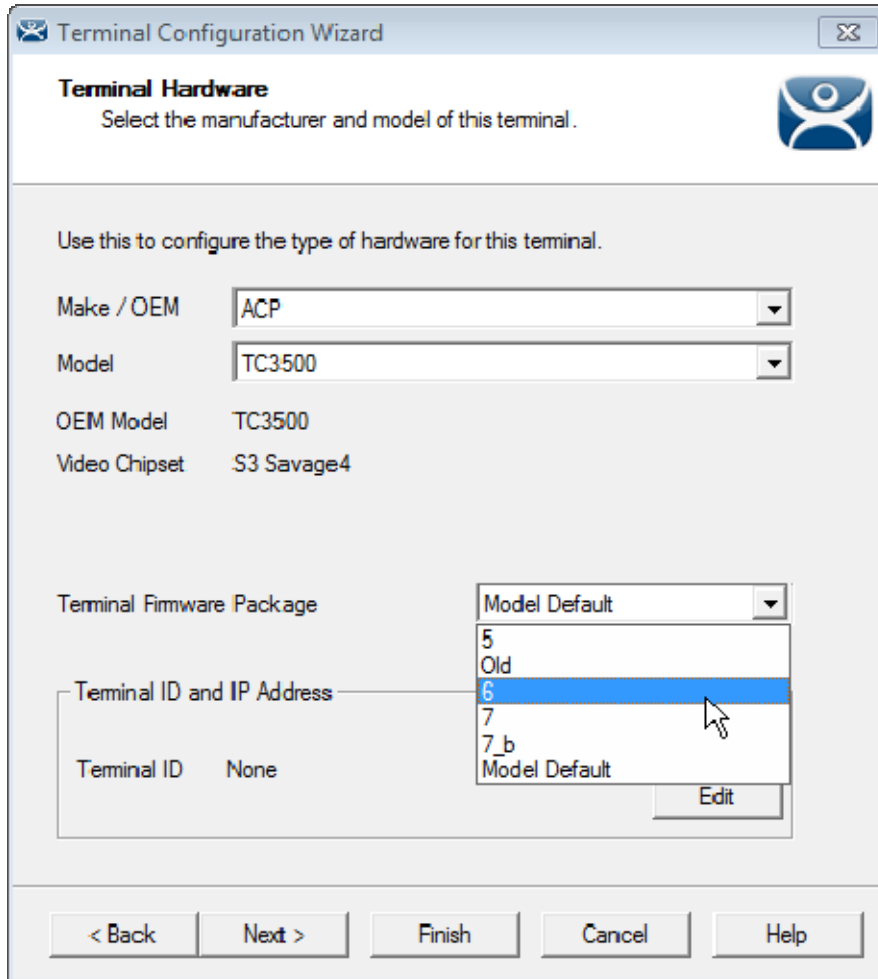 Terminal Configuration Wizard
Terminal Hardware
Select the manufacturer and model of this terminal.
Use this to configure the type of hardware for this terminal.
Make / OEM ACP
Model TC3500
OEM Model TC3500
Video Chipset S3 Savage4
Terminal Firmware Package Model Default
5
Old
6
7
7_b
Model Default
Terminal ID and IP Address
Terminal ID None
Edit
< Back Next > Finish Cancel Help